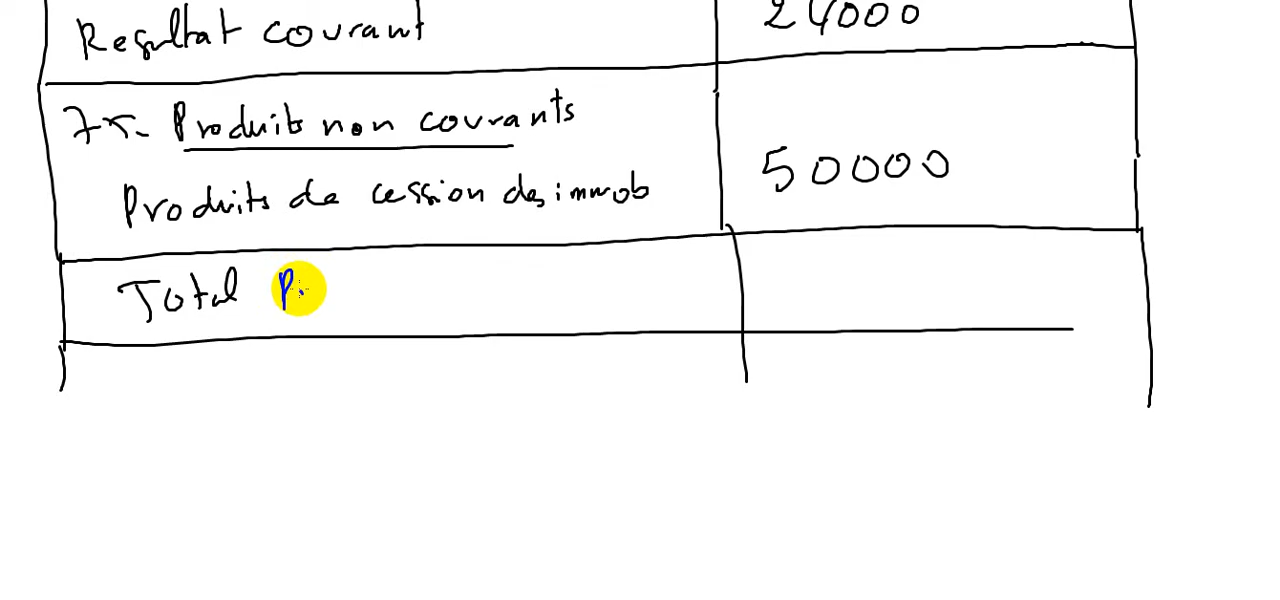 Resultat courant 24000
75- Produits non courants
Produits de cession des immob 50000
Total P.